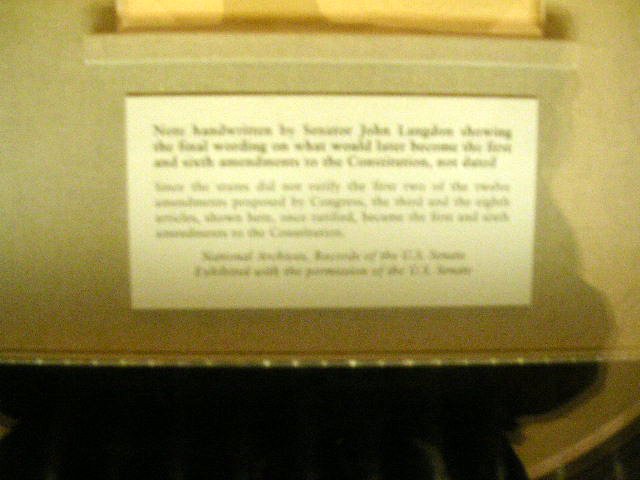 Note handwritten by Senator John Langdon showing
the final wording on what would later become the first
and sixth amendments to the Constitution, not dated
Since the states did not ratify the first two of the twelve
amendments proposed by Congress, the third and the eighth
articles, shown here, once ratified, became the first and sixth
amendments to the Constitution.
National Archives, Records of the U.S. Senate
Exhibited with the permission of the U.S. Senate